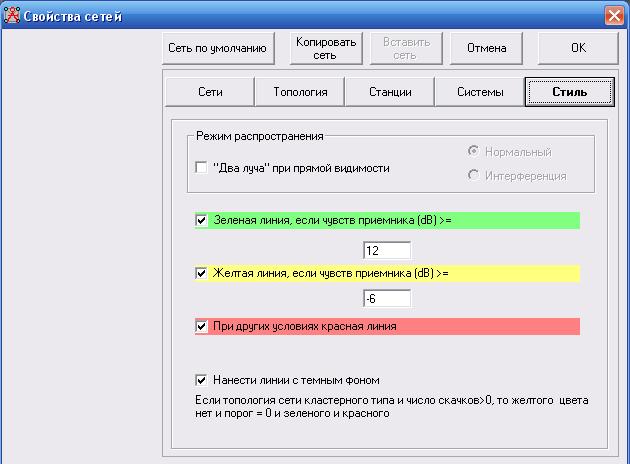 Свойства сетей
Сеть по умолчанию
Копировать
сеть
Вставить
сеть
Отмена
OK
Сети
Топология
Станции
Системы
Стиль
Режим распространения
"Два луча" при прямой видимости
Нормальный
Интерференция
Зеленая линия, если чувств приемника (dB) >=
12
Желтая линия, если чувств приемника (dB) >=
-6
При других условиях красная линия
Нанести линии с темным фоном
Если топология сети кластерного типа и число скачков>0, то желтого цвета
нет и порог = 0 и зеленого и красного